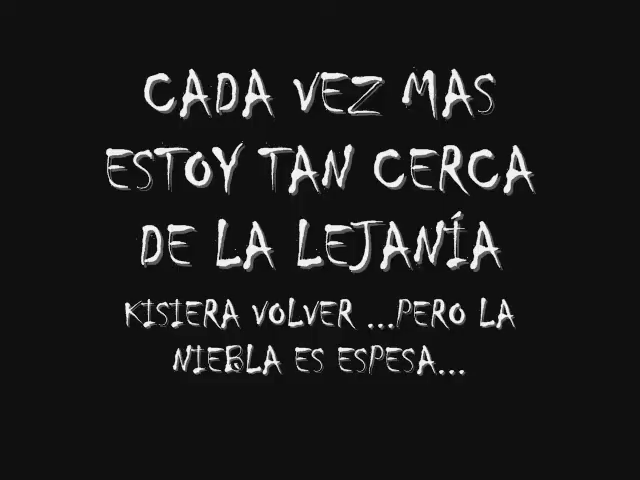 CADA VEZ MAS
ESTOY TAN CERCA
DE LA LEJANÍA
KISIERA VOLVER ...PERO LA
NIEBLA ES ESPESA...